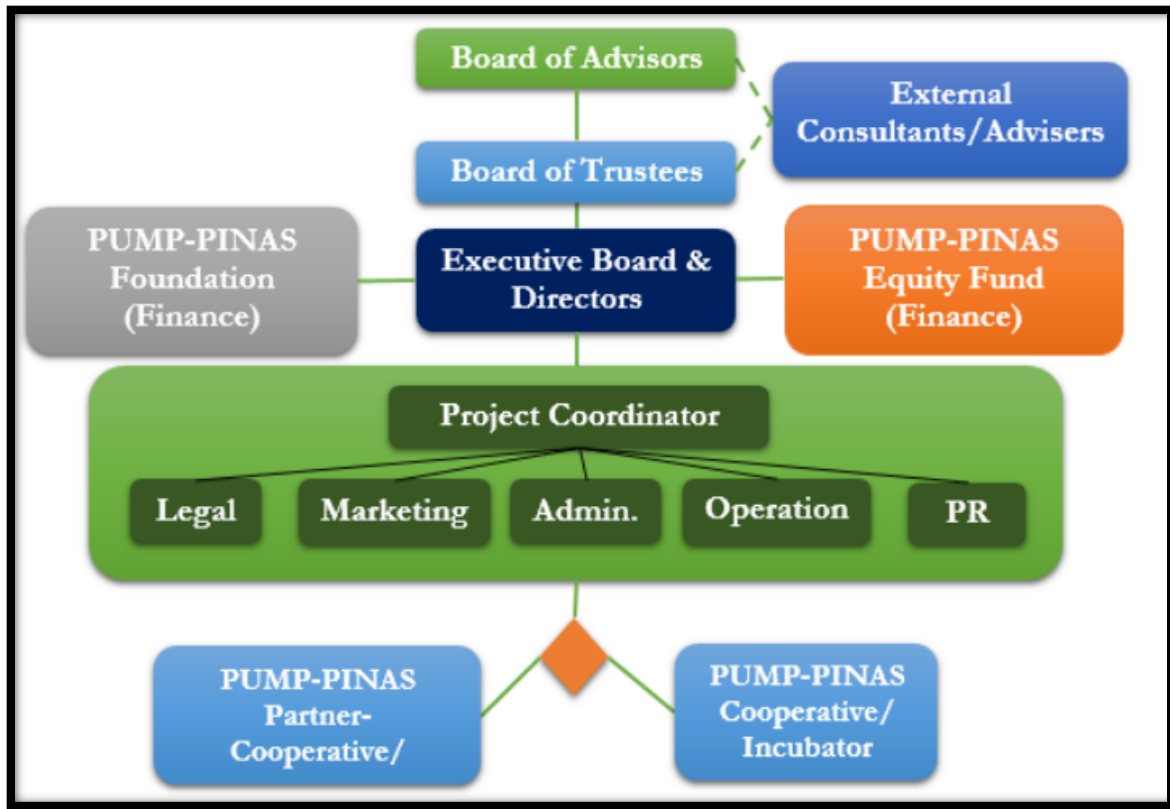 Board of Advisors
External
Consultants/Advisers
Board of Trustees
PUMP-PINAS
Foundation
(Finance)
Executive Board &
Directors
PUMP-PINAS
Equity Fund
(Finance)
Project Coordinator
Legal
Marketing
Admin.
Operation
PR
PUMP-PINAS
Partner-
Cooperative/
PUMP-PINAS
Cooperative/
Incubator